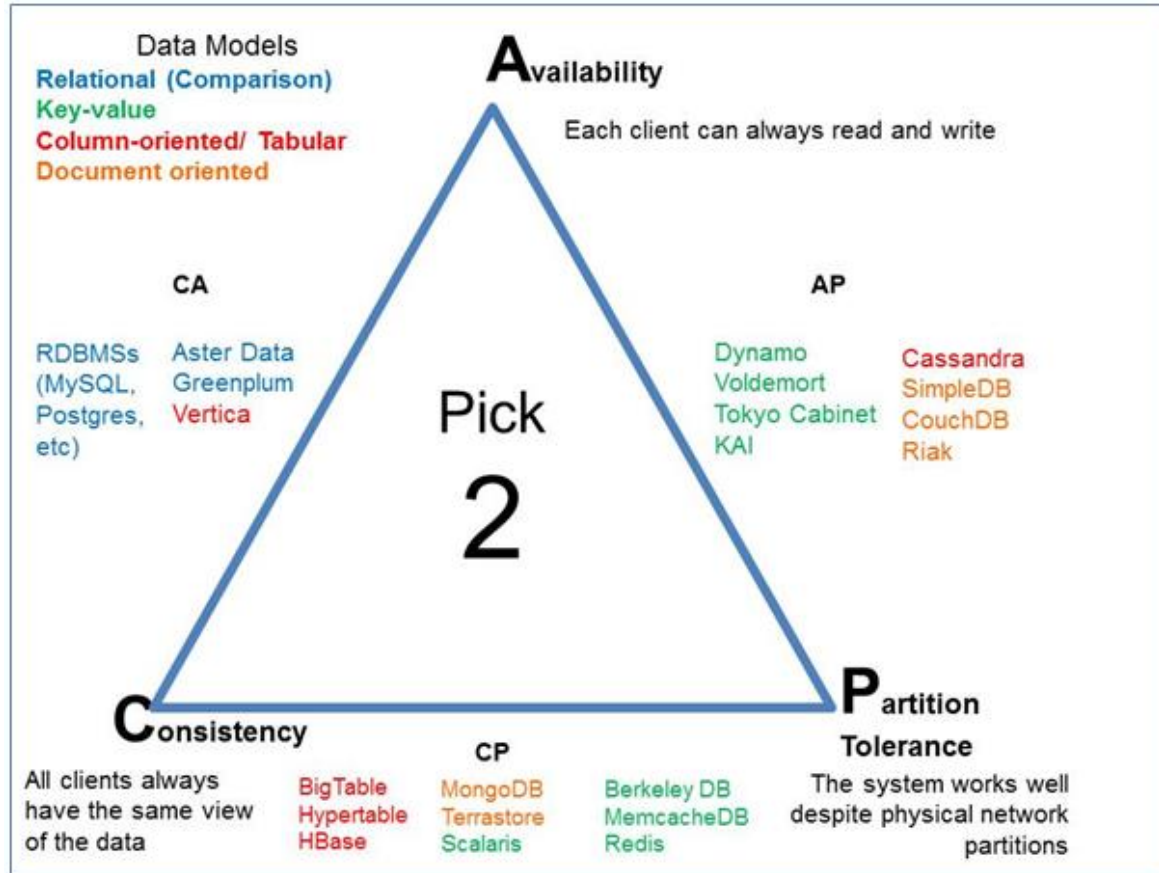 Data Models
Relational (Comparison)
Key-value
Column-oriented/ Tabular
Document oriented
Availability
Each client can always read and write
CA
RDBMSs
(MySQL,
Postgres,
etc)
Aster Data
Greenplum
Vertica
Pick
2
AP
Dynamo
Voldemort
Tokyo Cabinet
KAI
Cassandra
SimpleDB
CouchDB
Riak
Consistency
All clients always
have the same view
of the data
CP
BigTable
Hypertable
HBase
MongoDB
Terrastore
Scalaris
Berkeley DB
MemcacheDB
Redis
Partition
Tolerance
The system works well
despite physical network
partitions